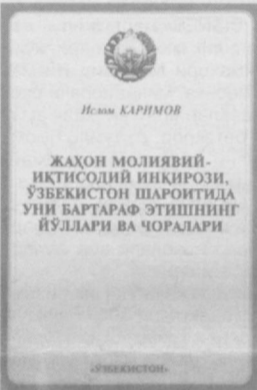 Ислом КАРИМОВ
ЖАҲОН МОЛИЯВИЙ-
ИҚТИСОДИЙ ИНҚИРОЗИ,
ЎЗБЕКИСТОН ШАРОИТИДА
УНИ БАРТАРАФ ЭТИШНИНГ
ЙЎЛЛАРИ ВА ЧОРАЛАРИ
«ЎЗБЕКИСТОН»